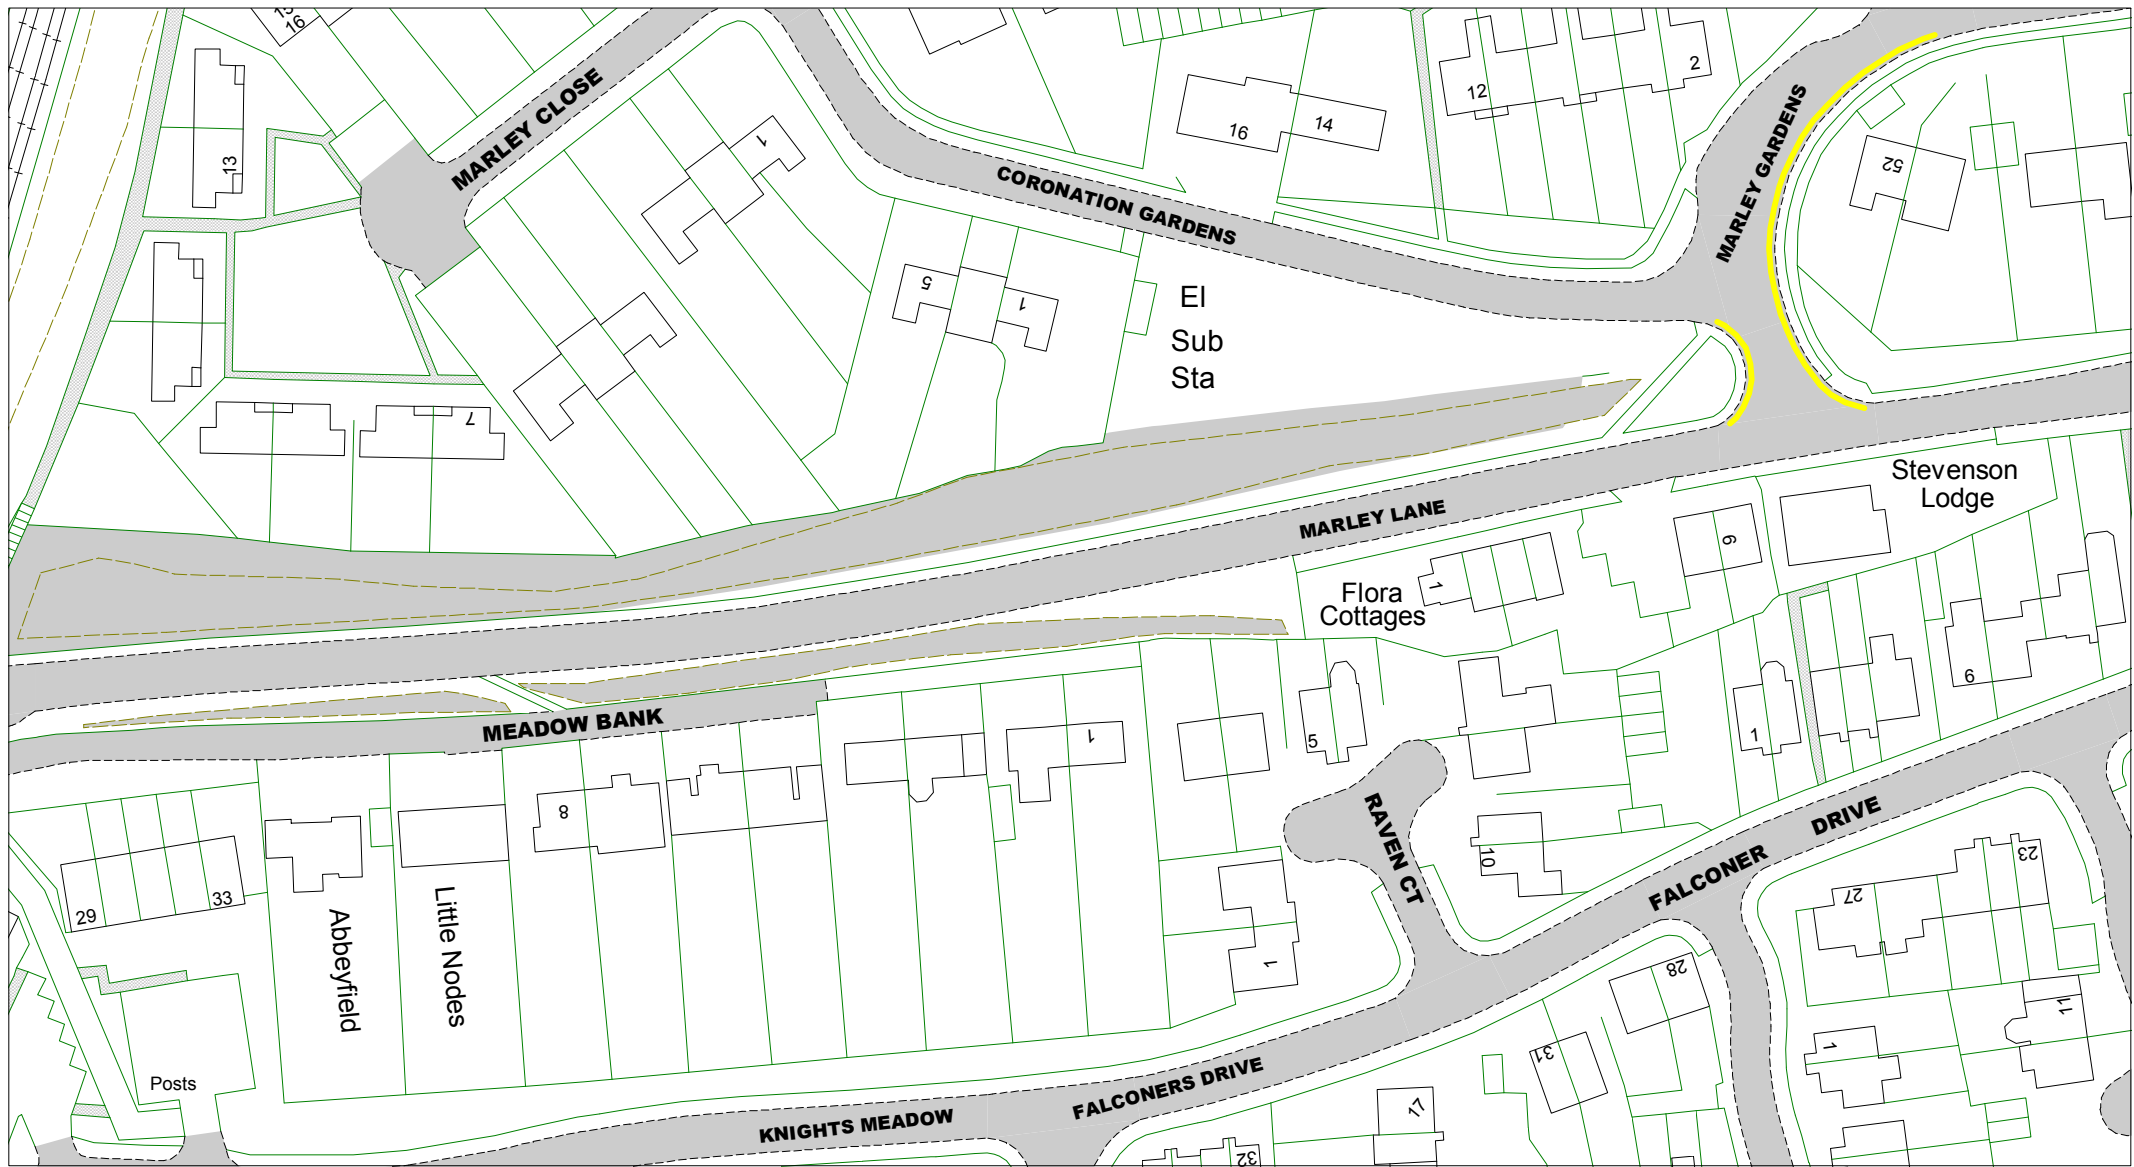 16
MARLEY CLOSE
13
1
12
2
16
14
MARLEY GARDENS
MARLEY GARDENS
52
CORONATION GARDENS
5
1
El
Sub
Sta
7
MARLEY LANE
Stevenson
Lodge
6
1
Flora
Cottages
6
1
5
MEADOW BANK
1
8
RAVEN CT
10
FALCONER
DRIVE
23
27
29
33
Abbeyfield
Little Nodes
1
28
11
1
31
Posts
17
32
KNIGHTS MEADOW
FALCONERS DRIVE